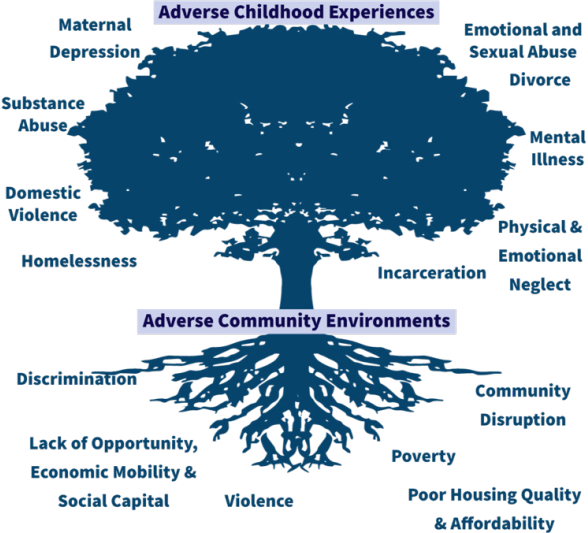 Adverse Childhood Experiences
Maternal
Depression
Emotional and
Sexual Abuse
Divorce
Substance
Abuse
Mental
Illness
Domestic
Violence
Physical &
Emotional
Neglect
Homelessness
Incarceration
Adverse Community Environments
Discrimination
Community
Disruption
Lack of Opportunity,
Economic Mobility &
Social Capital
Poverty
Violence
Poor Housing Quality
& Affordability